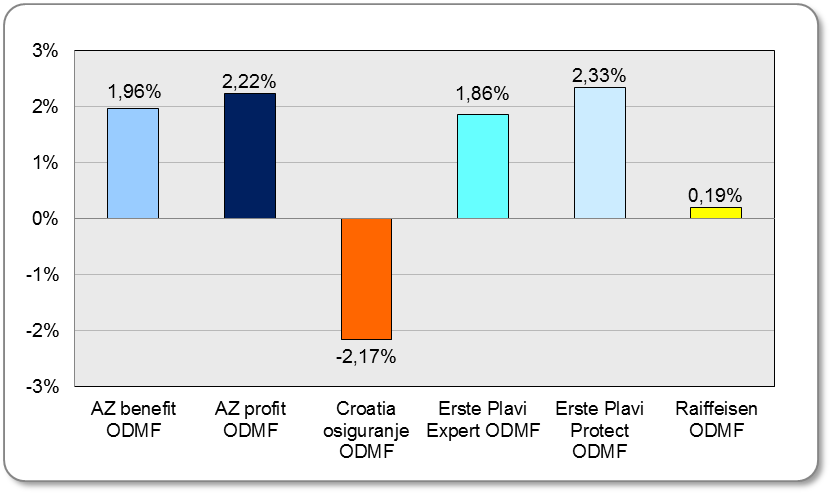 3%
2%
1%
0%
-1%
-2%
-3%
1,96%
2,22%
-2,17%
1,86%
2,33%
0,19%
AZ benefit
ODMF
AZ profit
ODMF
Croatia
osiguranje
ODMF
Erste Plavi
Expert ODMF
Erste Plavi
Protect
ODMF
Raiffeisen
ODMF